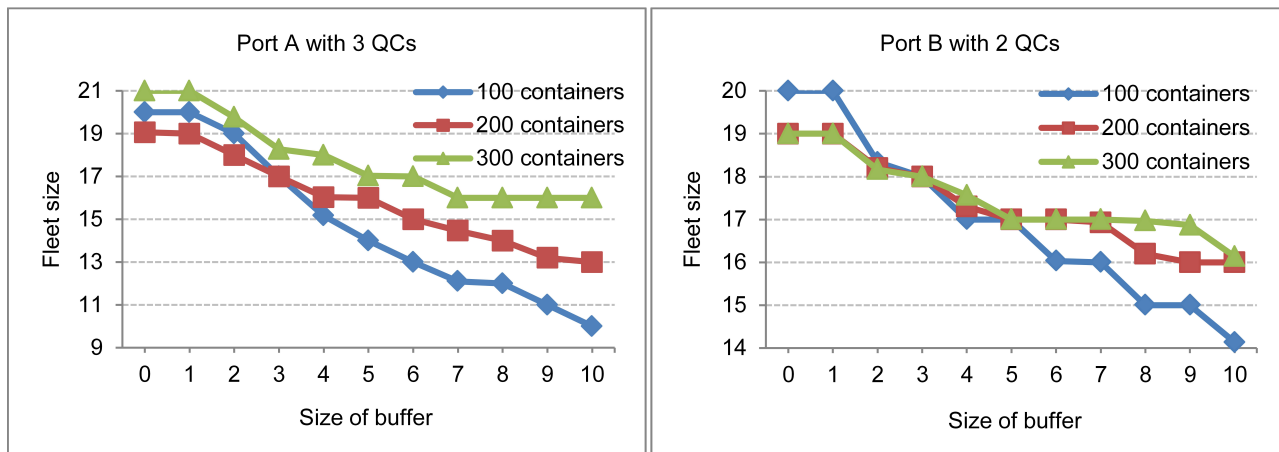 Port A with 3 QCs
21
19
17
15
13
11
9
Fleet size
100 containers
200 containers
300 containers
0 1 2 3 4 5 6 7 8 9 10
Size of buffer
Port B with 2 QCs
20
19
18
17
16
15
14
Fleet size
100 containers
200 containers
300 containers
0 1 2 3 4 5 6 7 8 9 10
Size of buffer